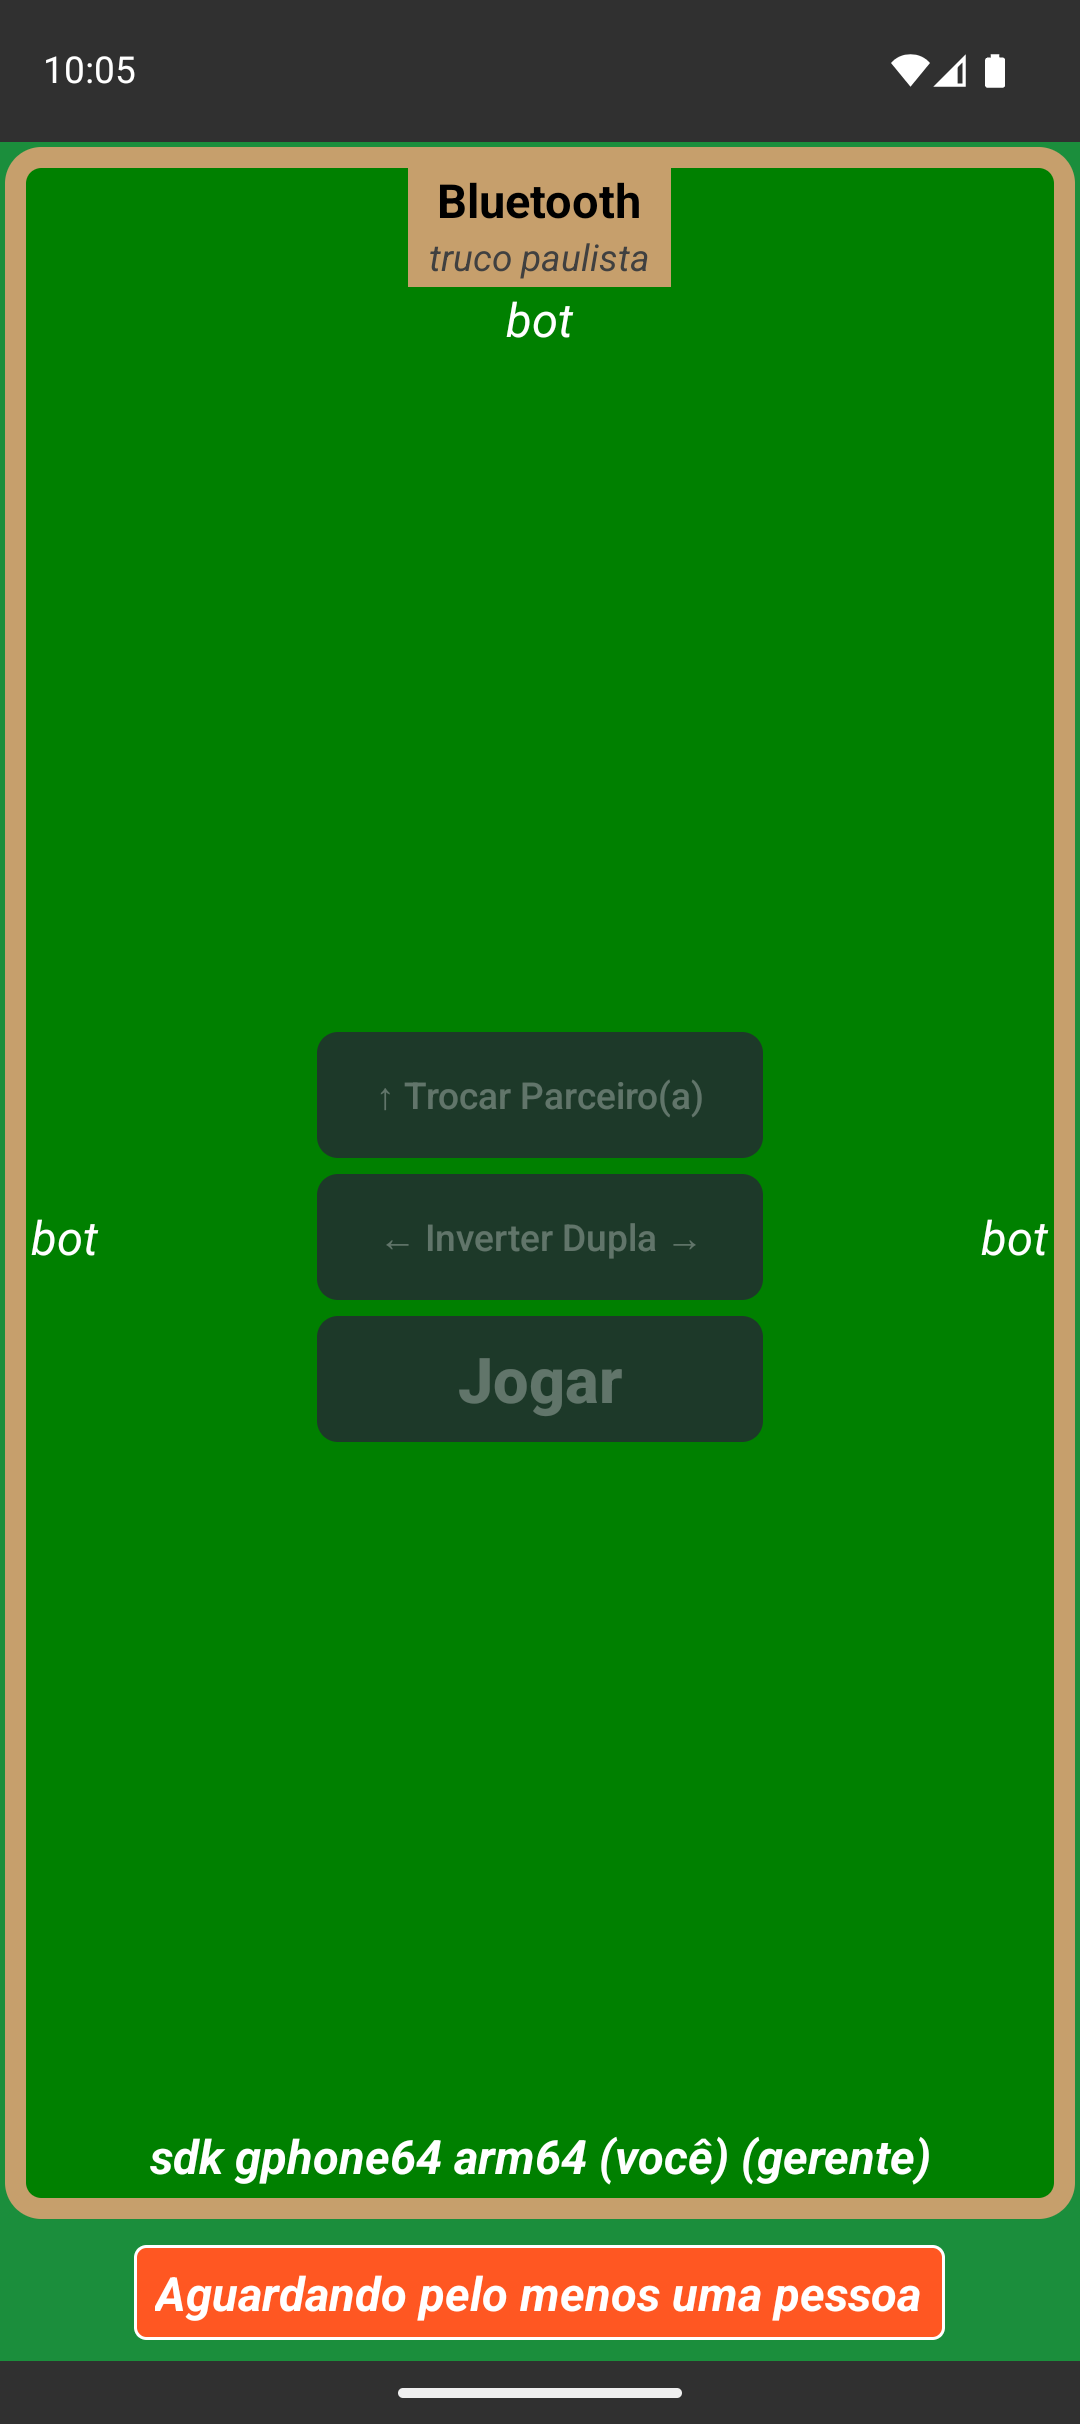 10:05
Bluetooth
truco paulista
bot
↑ Trocar Parceiro(a)
bot
← Inverter Dupla →
bot
Jogar
sdk gphone64 arm64 (você) (gerente)
Aguardando pelo menos uma pessoa